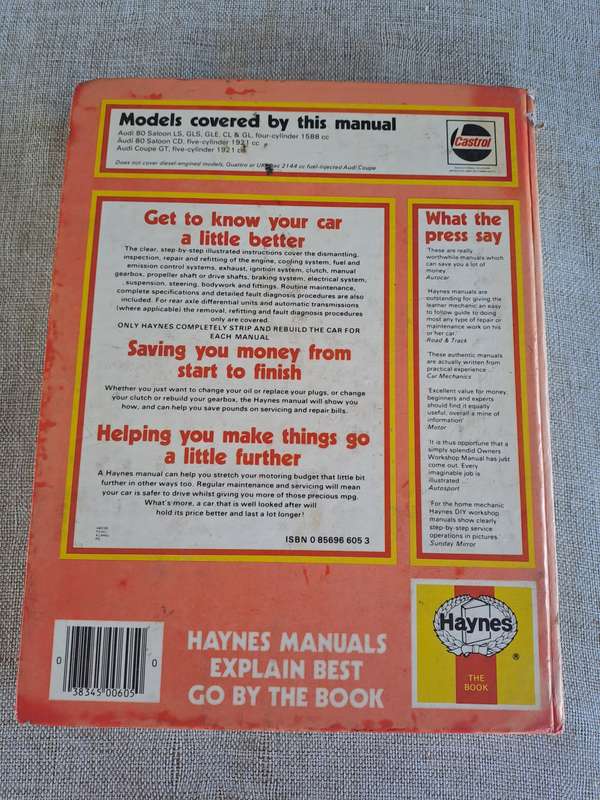 Models covered by this manual
Audi 80 Saloon LS, GLS, GLE, CL & GL, four-cylinder 1588 cc
Audi 80 Saloon CD, five-cylinder 1921 cc
Audi Coupe GT, five-cylinder 1921 cc
Does not cover diesel-engined models, Quattro or 2144 cc fuel-injected Audi Coupe
Castrol
Get to know your car
a little better
The clear, step-by-step illustrated instructions cover the dismantling,
inspection, repair and refitting of the engine, cooling system, fuel and
emission control systems, exhaust, ignition system, clutch, manual
gearbox, propeller shaft or drive shafts, braking system, electrical system,
suspension, steering, bodywork and fittings. Routine maintenance,
complete specifications and detailed fault diagnosis procedures are also
included. For rear axle differential units and automatic transmissions
(where applicable) the removal, refitting and fault diagnosis procedures
only are covered.
ONLY HAYNES COMPLETELY STRIP AND REBUILD THE CAR FOR
EACH MANUAL
Saving you money from
start to finish
Whether you just want to change your oil or replace your plugs, or change
your clutch or rebuild your gearbox, the Haynes manual will show you
how, and can help you save pounds on servicing and repair bills.
Helping you make things go
a little further
A Haynes manual can help you stretch your motoring budget that little bit
further in other ways too. Regular maintenance and servicing will mean
your car is safer to drive whilst giving you more of those precious mpg.
What's more, a car that is well looked after will
hold its price better and last a lot longer!
ISBN 0 85696 605 3
What the
press say
'These are really
worthwhile manuals which
can save you a lot of
money.'
Autocar
'Haynes manuals are
outstanding for giving the
leather mechanic an easy
to follow guide to doing
most any type of repair or
maintenance work on his
or her car.'
Road & Track
'These authentic manuals
are actually written from
practical experience...'
Car Mechanics
'Excellent value for money,
beginners and experts
should find it equally
useful, overall a mine of
information'
Motor
'It is thus opportune that a
simply splendid Owners
Workshop Manual has just
come out. Every
imaginable job is
illustrated.'
Autosport
'For the home mechanic
Haynes DIY workshop
manuals show clearly
step-by-step service
operations in pictures.'
Sunday Mirror
Haynes
®
THE
BOOK
0 38345 00605 0
HAYNES MANUALS
EXPLAIN BEST
GO BY THE BOOK